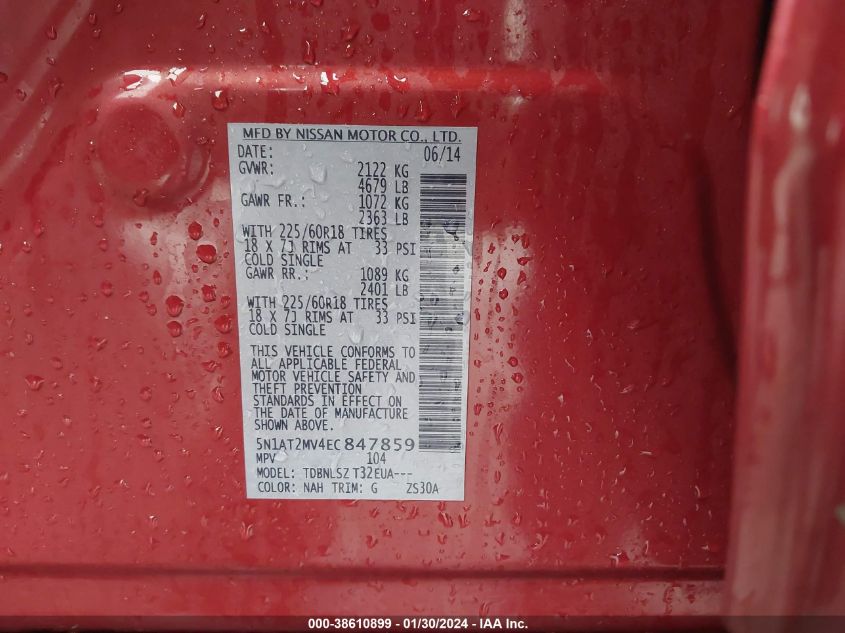 MFD BY NISSAN MOTOR CO., LTD.
DATE: 06/14
GVWR: 2122 KG
4679 LB
GAWR FR.: 1072 KG
2363 LB
WITH 225/60R18 TIRES
18 X 7J RIMS AT 33 PSI
COLD SINGLE
GAWR RR.: 1089 KG
2401 LB
WITH 225/60R18 TIRES
18 X 7J RIMS AT 33 PSI
COLD SINGLE
THIS VEHICLE CONFORMS TO
ALL APPLICABLE FEDERAL
MOTOR VEHICLE SAFETY AND
THEFT PREVENTION
STANDARDS IN EFFECT ON
THE DATE OF MANUFACTURE
SHOWN ABOVE.
5N1AT2MV4EC847859
MPV 104
MODEL: TDBNLSZ T32EUA---
COLOR: NAH TRIM: G ZS30A
000-38610899 - 01/30/2024 - IAA Inc.